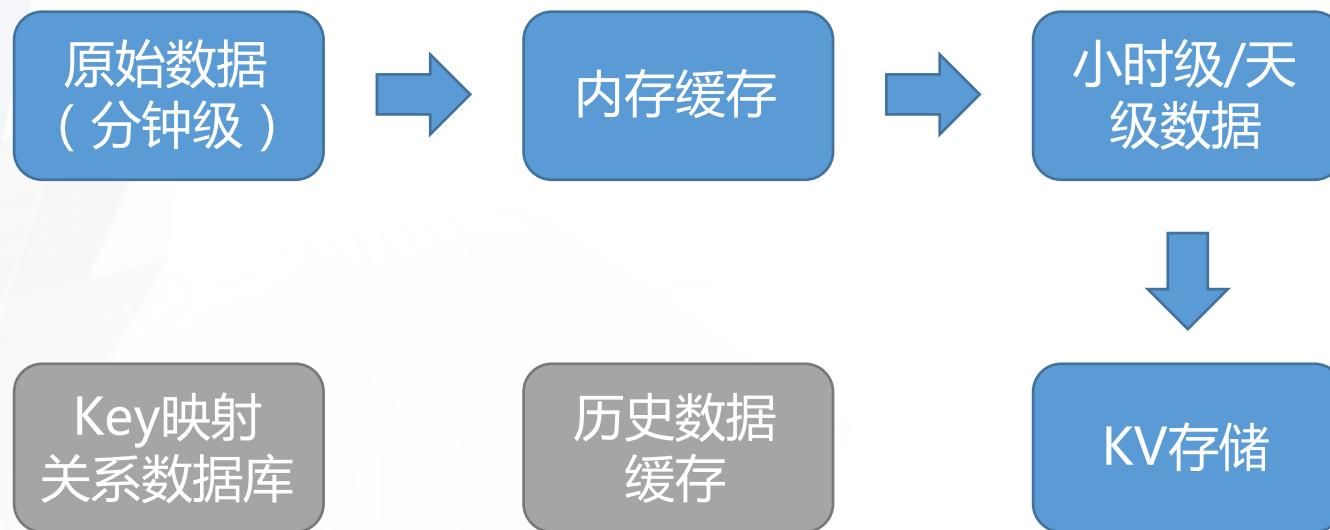 原始数据
（分钟级）
内存缓存
小时级/天
级数据
Key映射
关系数据库
历史数据
缓存
KV存储